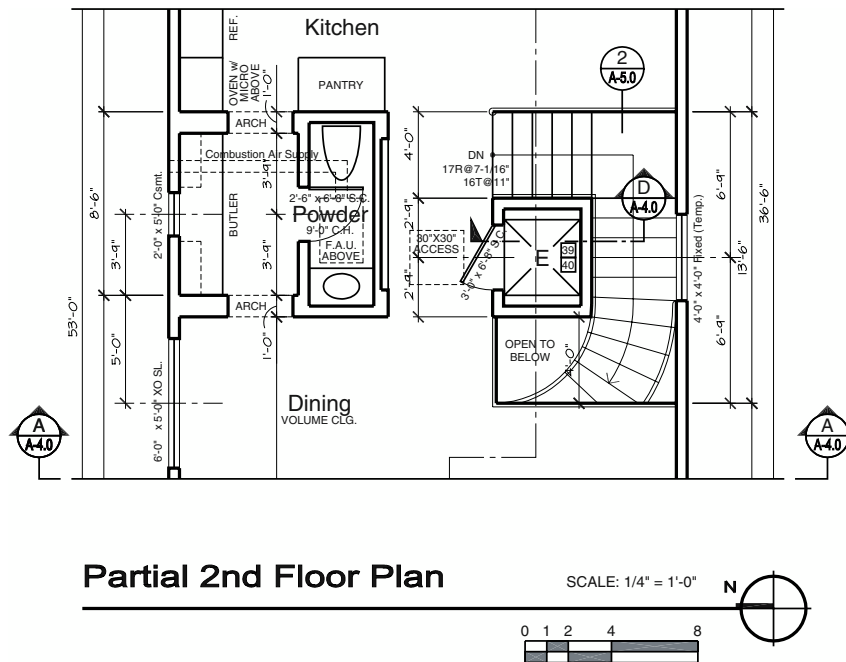 Kitchen
REF.
OVEN w/
MICRO
ABOVE
1'-0"
PANTRY
2
A-5.0
ARCH
Combustion Air Supply
3'-9"
4'-0"
DN
17R@7-1/16"
16T@11"
D
A-4.0
6'-9"
36'-6"
8'-6"
2'-0" x 5'-0" Csmt.
BUTLER
2'-6" x 6'-8" S.C.
Powder
9'-0" C.H.
F.A.U.
ABOVE
2'-9"
30"X30"
ACCESS
3'-0" x 6'-8" S.C.
E
39
40
4'-0" x 4'-0" Fixed (Temp.)
13'-6"
3'-9"
3'-9"
2'-9"
ARCH
53'-0"
5'-0"
1'-0"
OPEN TO
BELOW
4'-0"
6'-9"
6'-0" x 5'-0" XO SL.
Dining
VOLUME CLG.
A
A-4.0
A
A-4.0
Partial 2nd Floor Plan
SCALE: 1/4" = 1'-0"
N
0 1 2 4 8